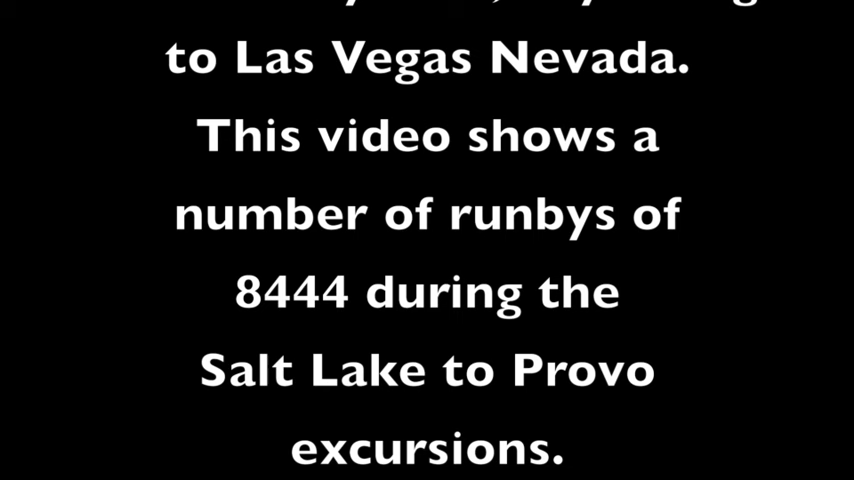 to Las Vegas Nevada.
This video shows a
number of runbys of
8444 during the
Salt Lake to Provo
excursions.